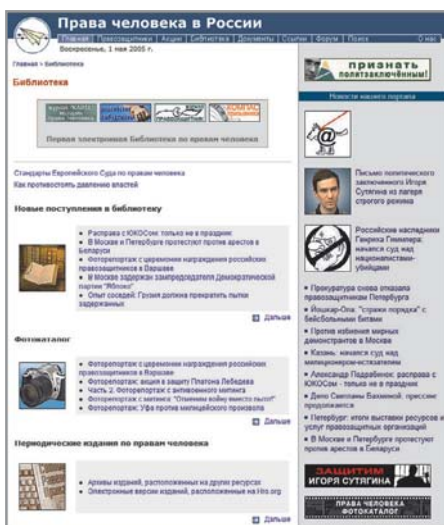 Права человека в России
Главная | Правозащитники | Акции | Библиотека | Документы | Ссылки | Форум | Поиск
О нас
Воскресенье, 1 мая 2005 г.
Главная > Библиотека
Библиотека
Первая электронная Библиотека по правам человека
Стандарты Европейского Суда по правам человека
Как противостоять давлению властей
Новые поступления в библиотеку
Расправа с ЮКОСом: только не в праздник
В Москве и Петербурге протестуют против арестов в
Беларуси
Фоторепортаж с церемонии награждения российских
правозащитников в Варшаве
В Москве задержан зампредседателя Демократической
партии "Яблоко"
Опыт соседей: Грузия должна прекратить пытки
задержанных
Дальше
Фотокаталог
Фоторепортаж с церемонии награждения российских
правозащитников в Варшаве
Фоторепортаж: акция в защиту Платона Лебедева
Часть 2. Фоторепортаж с антивоенного митинга
Фоторепортаж с митинга "Отменим войну вместо льгот!"
Фоторепортаж: Уфа против милицейского произвола
Дальше
Периодические издания по правам человека
Архивы изданий, расположенных на других ресурсах
Электронные версии изданий, расположенные на Hro.org
Дальше
признать
политзаключённым!
Новости нашего портала
@
Письмо политического
заключенного Игоря
Сутягина из лагеря
строгого режима
Российские наследники
Генриха Гиммлера:
начался суд над
националистами-
убийцами
Прокуратура снова отказала
правозащитникам Петербурга
Йошкар-Ола: "стражи порядка" с
бейсбольными битами
Против избиения мирных
демонстрантов в Москве
Казань: начался суд над
милиционером-истязателем
Александр Подрабинек: расправа с
ЮКОСом - только не в праздник
Дело Светланы Бахминой: прессинг
продолжается
Петербург: итоги выставки ресурсов и
услуг правозащитных организаций
В Москве и Петербурге протестуют
против арестов в Беларуси
ЗАЩИТИМ
ИГОРЯ СУТЯГИНА
ПРАВА ЧЕЛОВЕКА
ФОТОКАТАЛОГ